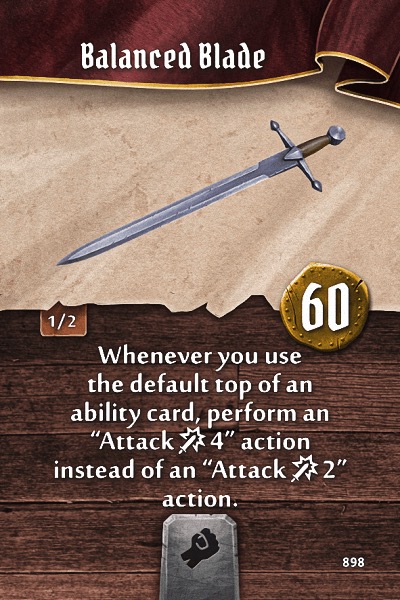 Balanced Blade
60
1/2
Whenever you use
the default top of an
ability card, perform an
“Attack 4” action
instead of an “Attack 2”
action.
898